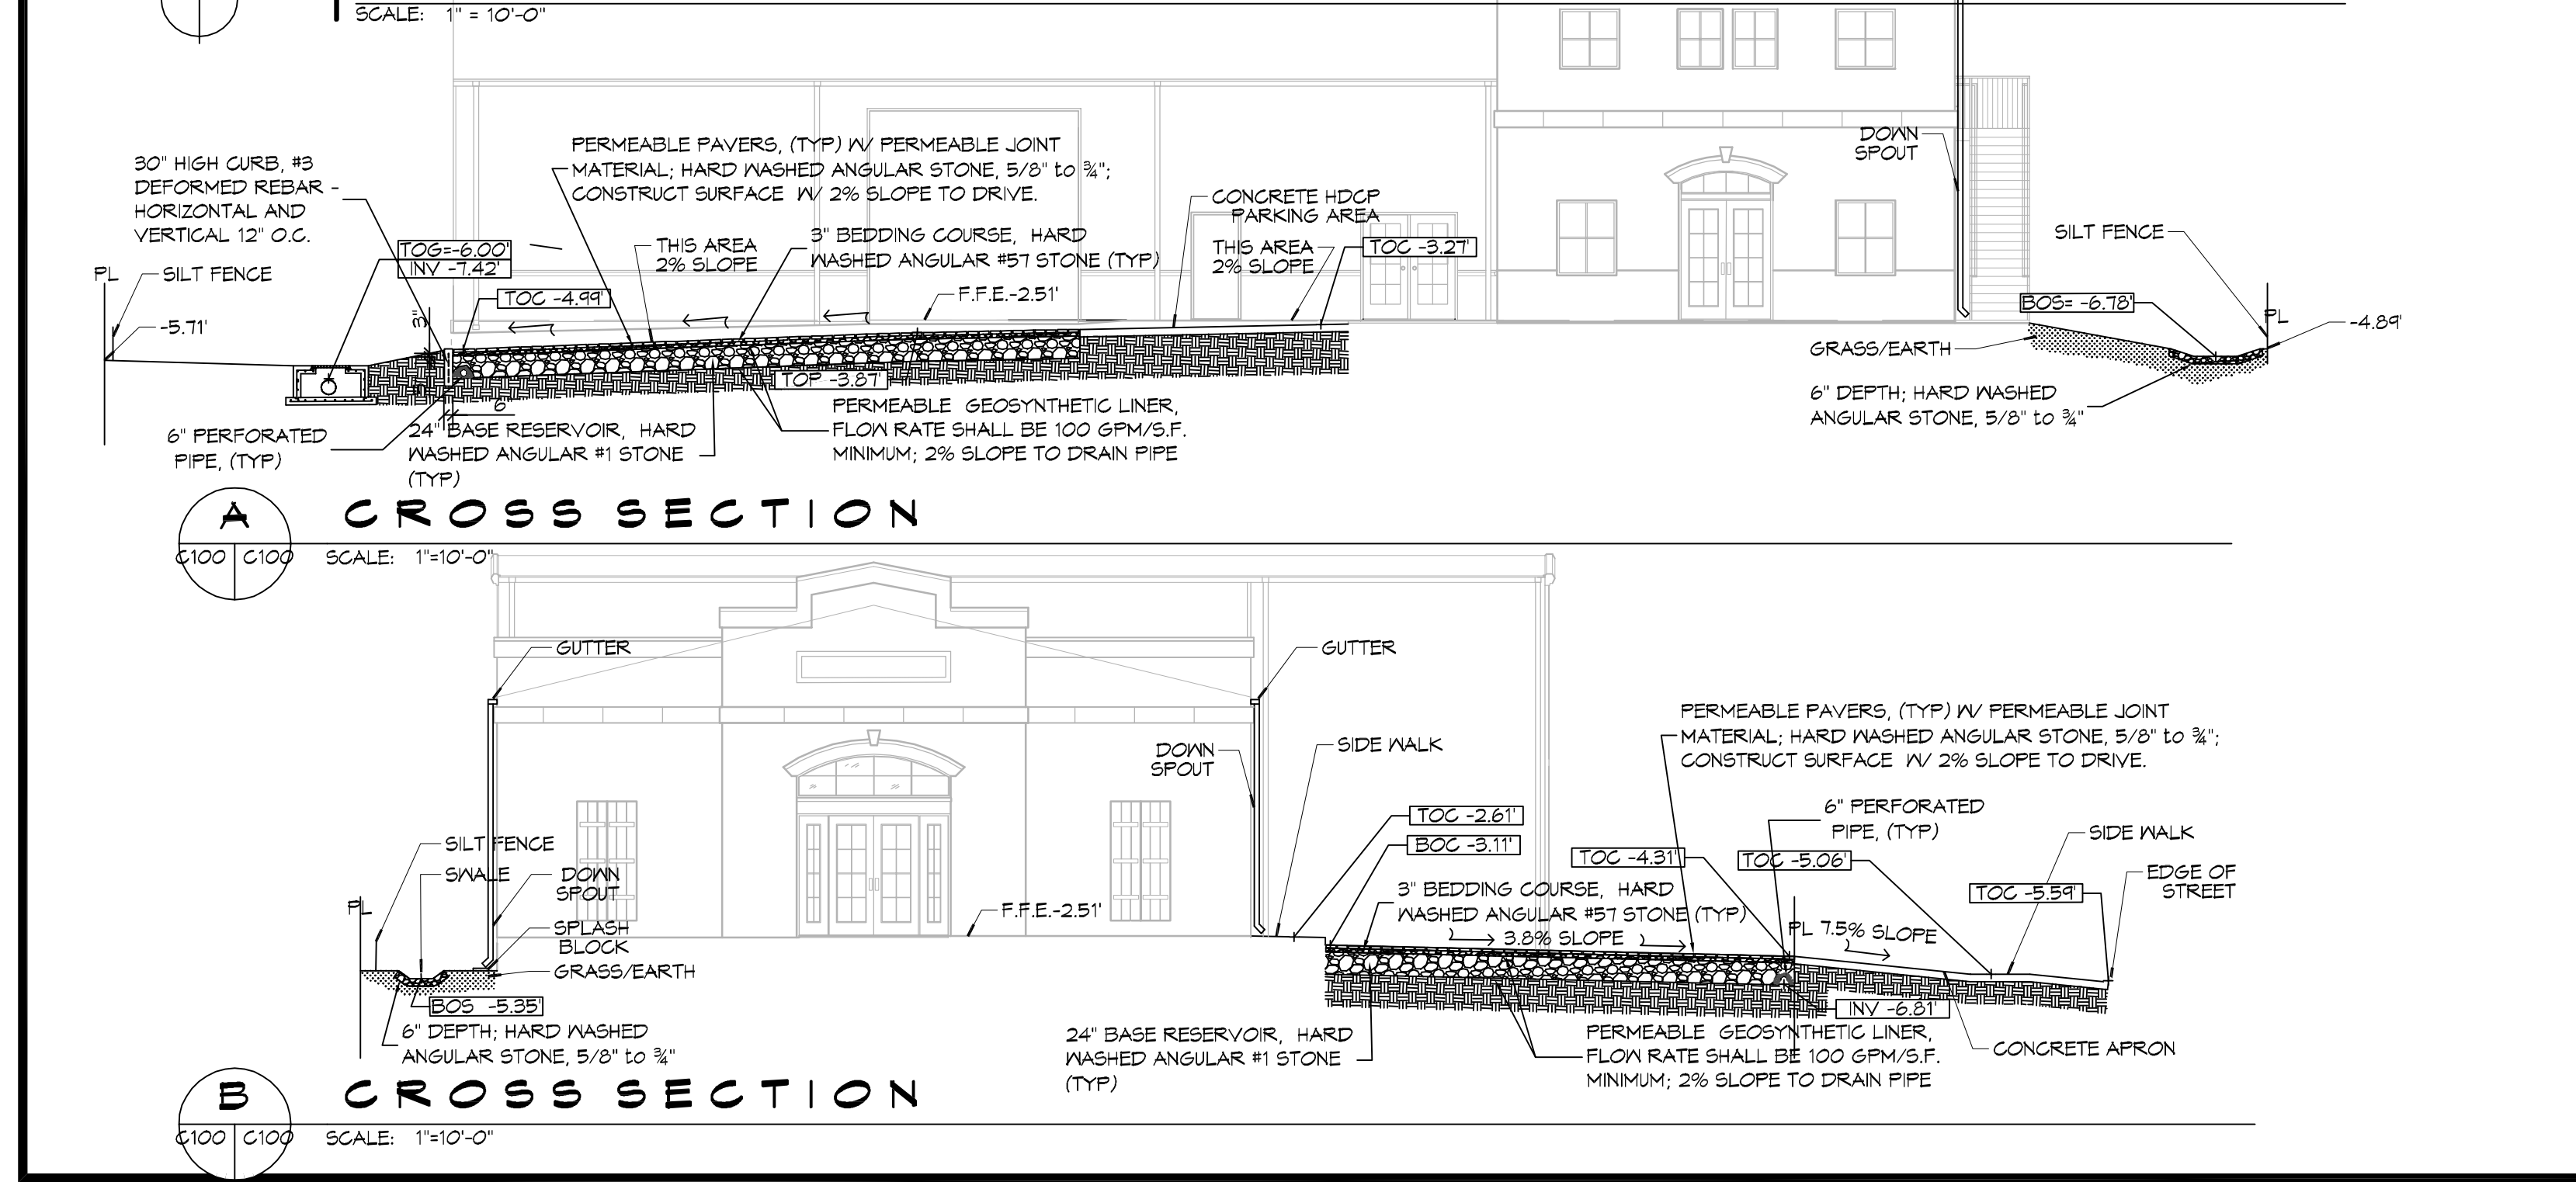 SCALE: 1" = 10'-0"
30" HIGH CURB, #3
DEFORMED REBAR -
HORIZONTAL AND
VERTICAL 12" O.C.
PL
SILT FENCE
-5.71'
TOG=-6.00'
INV -7.42'
TOC -4.99'
3"
6"
PERMEABLE PAVERS, (TYP) W/ PERMEABLE JOINT
MATERIAL; HARD WASHED ANGULAR STONE, 5/8" to ¾";
CONSTRUCT SURFACE W/ 2% SLOPE TO DRIVE.
THIS AREA
2% SLOPE
3" BEDDING COURSE, HARD
WASHED ANGULAR #57 STONE (TYP)
F.F.E.-2.51'
CONCRETE HDCP
PARKING AREA
THIS AREA
2% SLOPE
TOC -3.27'
DOWN
SPOUT
SILT FENCE
BOS= -6.78'
PL
-4.89'
GRASS/EARTH
6" DEPTH; HARD WASHED
ANGULAR STONE, 5/8" to ¾"
TOP -3.87'
6" PERFORATED
PIPE, (TYP)
24" BASE RESERVOIR, HARD
WASHED ANGULAR #1 STONE
(TYP)
PERMEABLE GEOSYNTHETIC LINER,
FLOW RATE SHALL BE 100 GPM/S.F.
MINIMUM; 2% SLOPE TO DRAIN PIPE
A
CROSS SECTION
C100 C100
SCALE: 1"=10'-0"
GUTTER
GUTTER
DOWN
SPOUT
SIDE WALK
PERMEABLE PAVERS, (TYP) W/ PERMEABLE JOINT
MATERIAL; HARD WASHED ANGULAR STONE, 5/8" to ¾";
CONSTRUCT SURFACE W/ 2% SLOPE TO DRIVE.
TOC -2.61'
BOC -3.11'
TOC -4.31'
6" PERFORATED
PIPE, (TYP)
TOC -5.06'
SIDE WALK
TOC -5.59'
EDGE OF
STREET
SILT FENCE
SWALE
DOWN
SPOUT
PL
SPLASH
BLOCK
GRASS/EARTH
F.F.E.-2.51'
3" BEDDING COURSE, HARD
WASHED ANGULAR #57 STONE (TYP)
3.8% SLOPE
PL
7.5% SLOPE
BOS -5.35'
6" DEPTH; HARD WASHED
ANGULAR STONE, 5/8" to ¾"
INV -6.81'
24" BASE RESERVOIR, HARD
WASHED ANGULAR #1 STONE
(TYP)
PERMEABLE GEOSYNTHETIC LINER,
FLOW RATE SHALL BE 100 GPM/S.F.
MINIMUM; 2% SLOPE TO DRAIN PIPE
CONCRETE APRON
B
CROSS SECTION
C100 C100
SCALE: 1"=10'-0"